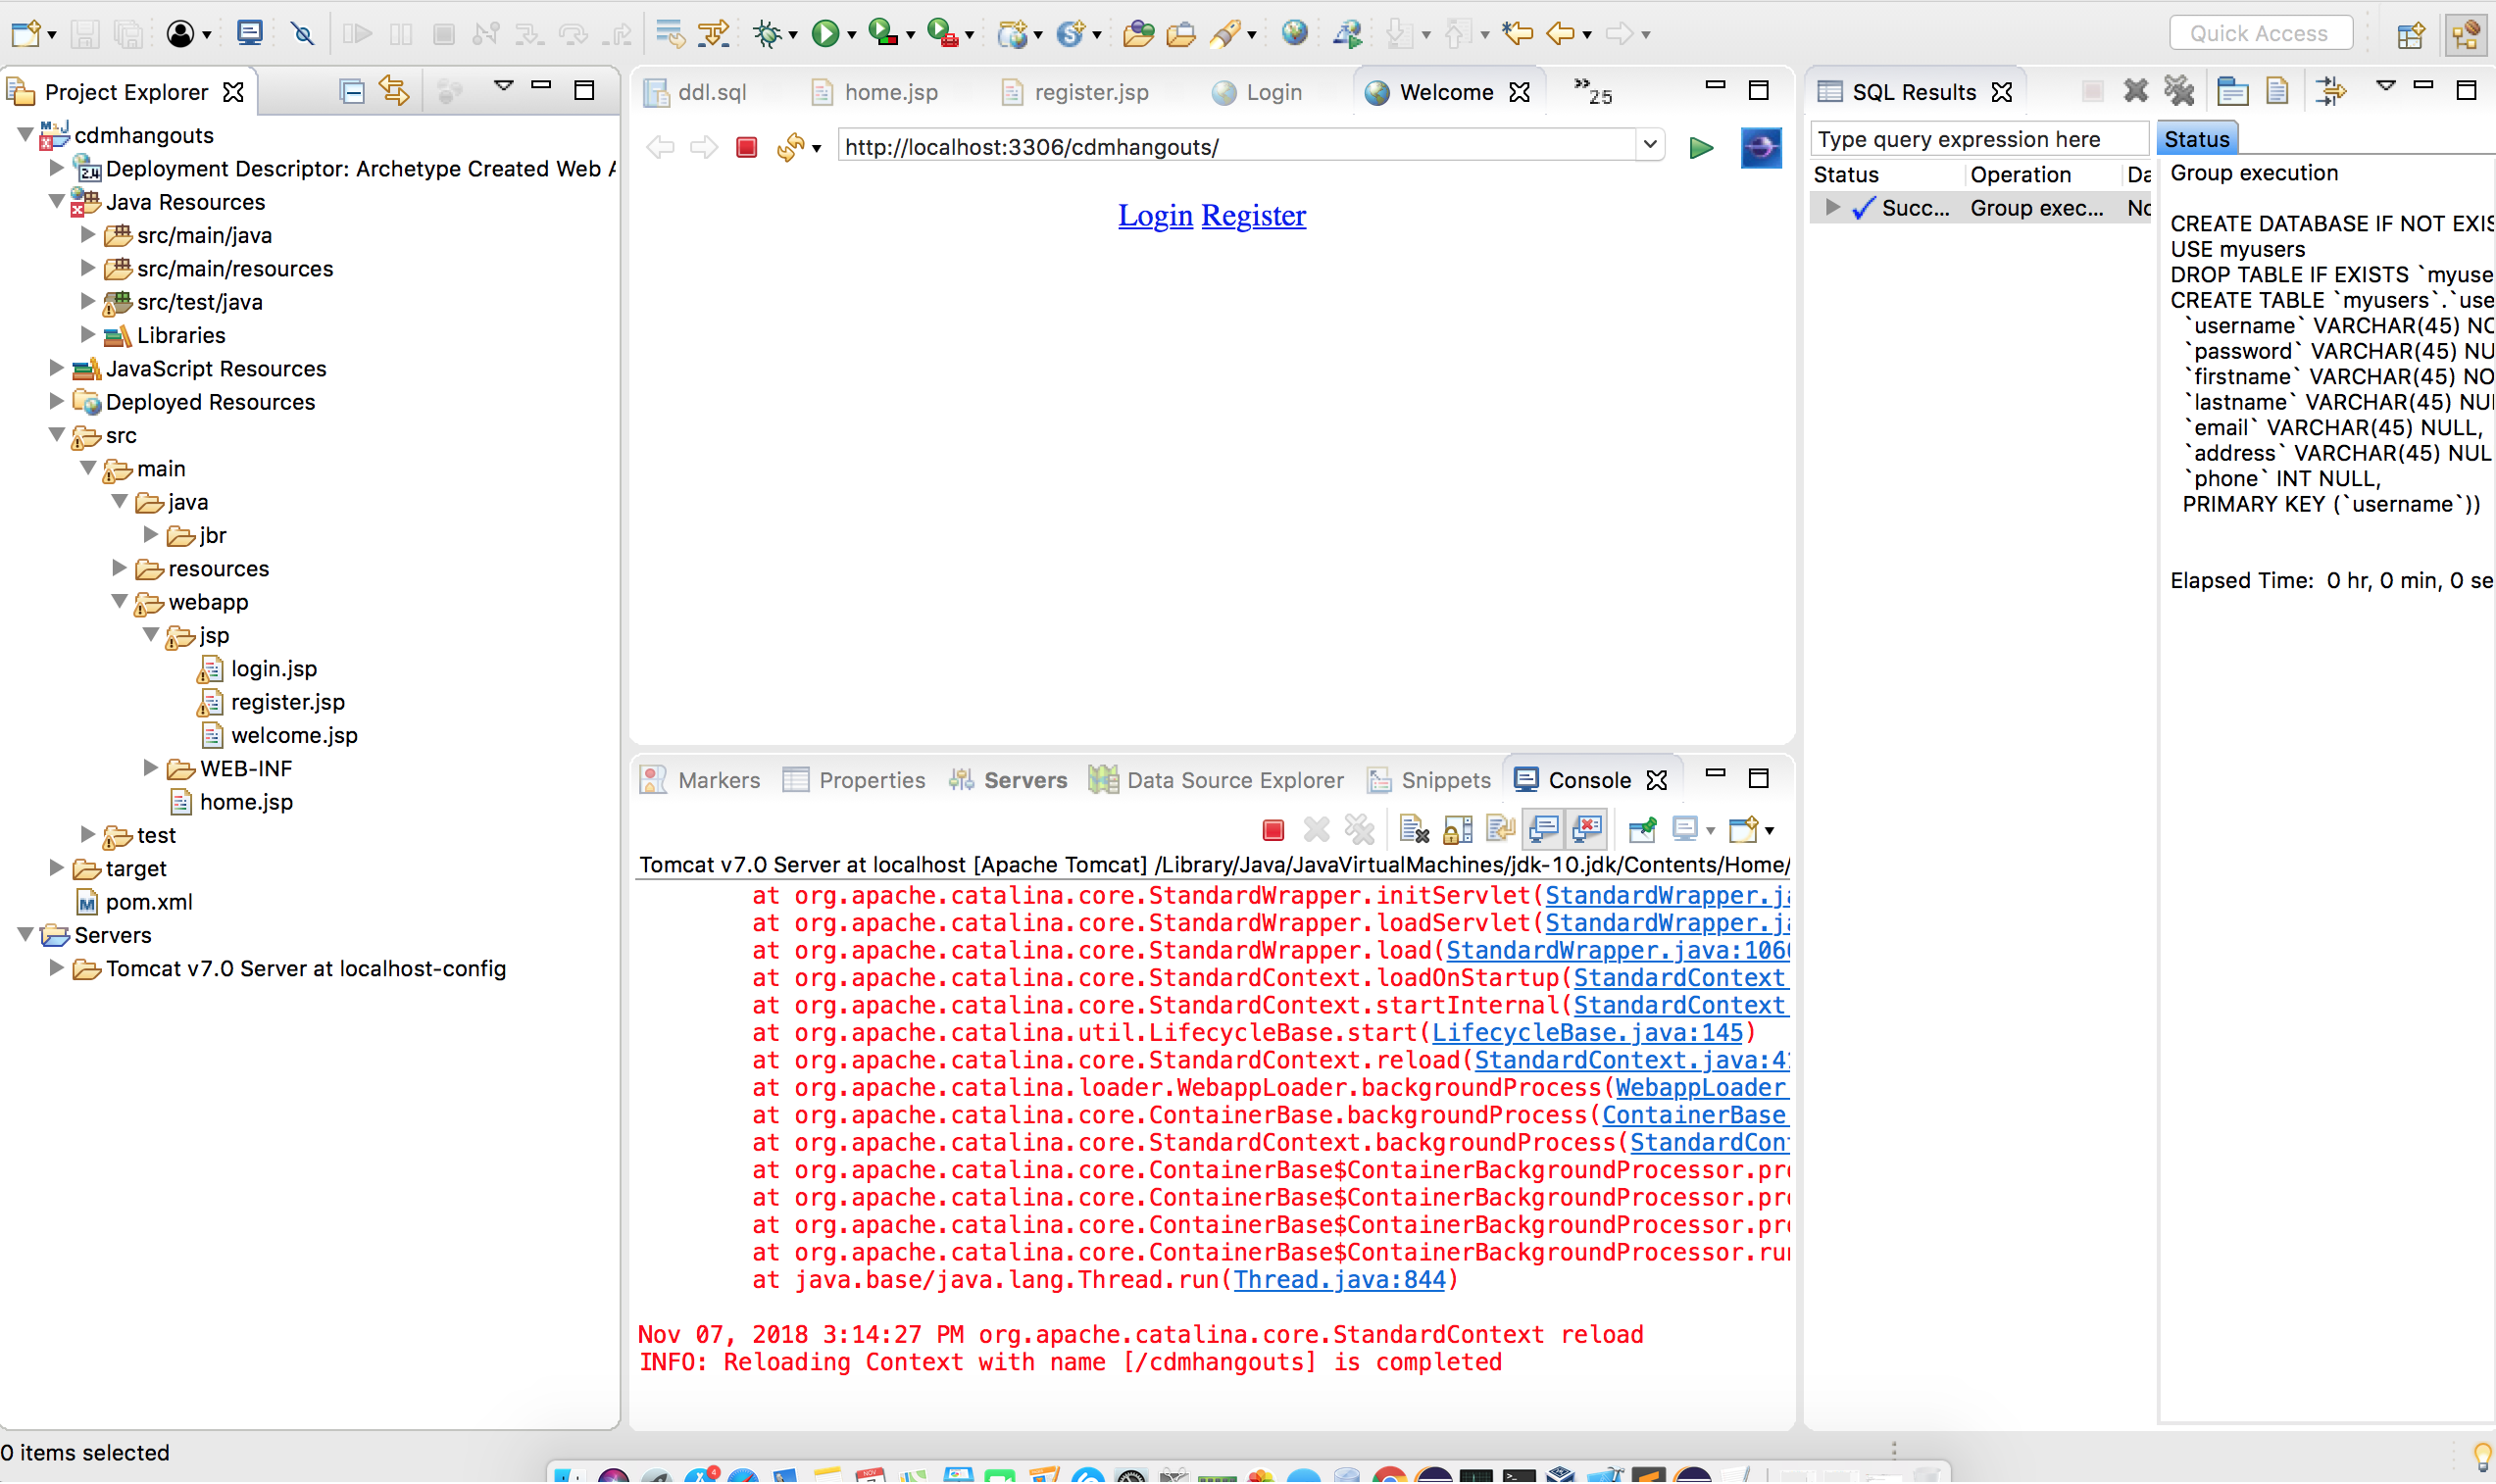 Quick Access
Project Explorer
cdmhangouts
Deployment Descriptor: Archetype Created Web A
Java Resources
src/main/java
src/main/resources
src/test/java
Libraries
JavaScript Resources
Deployed Resources
src
main
java
jbr
resources
webapp
jsp
login.jsp
register.jsp
welcome.jsp
WEB-INF
home.jsp
test
target
pom.xml
Servers
Tomcat v7.0 Server at localhost-config
ddl.sql
home.jsp
register.jsp
Login
Welcome
»25
http://localhost:3306/cdmhangouts/
Login Register
Markers
Properties
Servers
Data Source Explorer
Snippets
Console
Tomcat v7.0 Server at localhost [Apache Tomcat] /Library/Java/JavaVirtualMachines/jdk-10.jdk/Contents/Home/
at org.apache.catalina.core.StandardWrapper.initServlet(StandardWrapper.ja
at org.apache.catalina.core.StandardWrapper.loadServlet(StandardWrapper.ja
at org.apache.catalina.core.StandardWrapper.load(StandardWrapper.java:106
at org.apache.catalina.core.StandardContext.loadOnStartup(StandardContext.
at org.apache.catalina.core.StandardContext.startInternal(StandardContext.
at org.apache.catalina.util.LifecycleBase.start(LifecycleBase.java:145)
at org.apache.catalina.core.StandardContext.reload(StandardContext.java:4
at org.apache.catalina.loader.WebappLoader.backgroundProcess(WebappLoader.
at org.apache.catalina.core.ContainerBase.backgroundProcess(ContainerBase.
at org.apache.catalina.core.StandardContext.backgroundProcess(StandardCont
at org.apache.catalina.core.ContainerBase$ContainerBackgroundProcessor.pro
at org.apache.catalina.core.ContainerBase$ContainerBackgroundProcessor.pro
at org.apache.catalina.core.ContainerBase$ContainerBackgroundProcessor.pro
at org.apache.catalina.core.ContainerBase$ContainerBackgroundProcessor.run
at java.base/java.lang.Thread.run(Thread.java:844)
Nov 07, 2018 3:14:27 PM org.apache.catalina.core.StandardContext reload
INFO: Reloading Context with name [/cdmhangouts] is completed
SQL Results
Type query expression here
Status Operation Da
Succ... Group exec... No
Status
Group execution
CREATE DATABASE IF NOT EXIS
USE myusers
DROP TABLE IF EXISTS `myuse
CREATE TABLE `myusers`.`use
`username` VARCHAR(45) NO
`password` VARCHAR(45) NU
`firstname` VARCHAR(45) NO
`lastname` VARCHAR(45) NU
`email` VARCHAR(45) NULL,
`address` VARCHAR(45) NUL
`phone` INT NULL,
PRIMARY KEY (`username`))
Elapsed Time: 0 hr, 0 min, 0 se
0 items selected